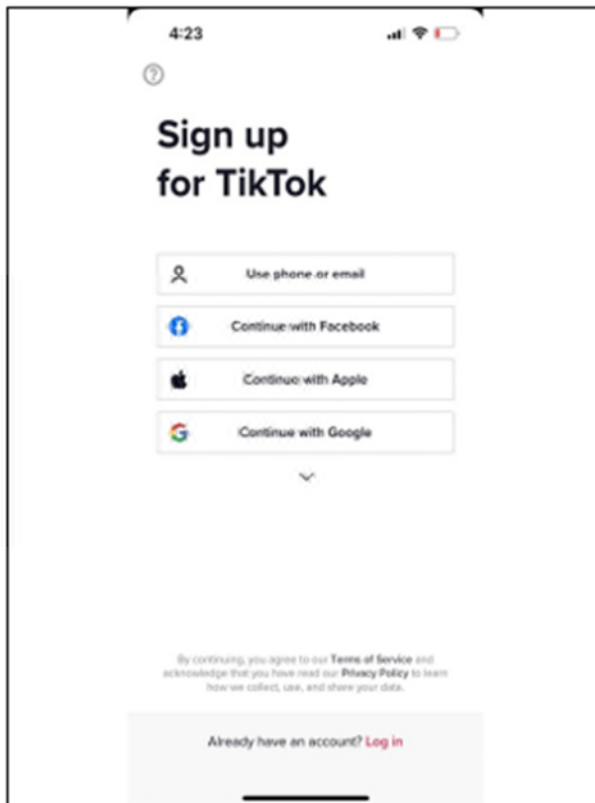 4:23
Sign up
for TikTok
Use phone or email
Continue with Facebook
Continue with Apple
Continue with Google
By continuing, you agree to our Terms of Service and
acknowledge that you have read our Privacy Policy to learn
how we collect, use, and share your data.
Already have an account? Log in